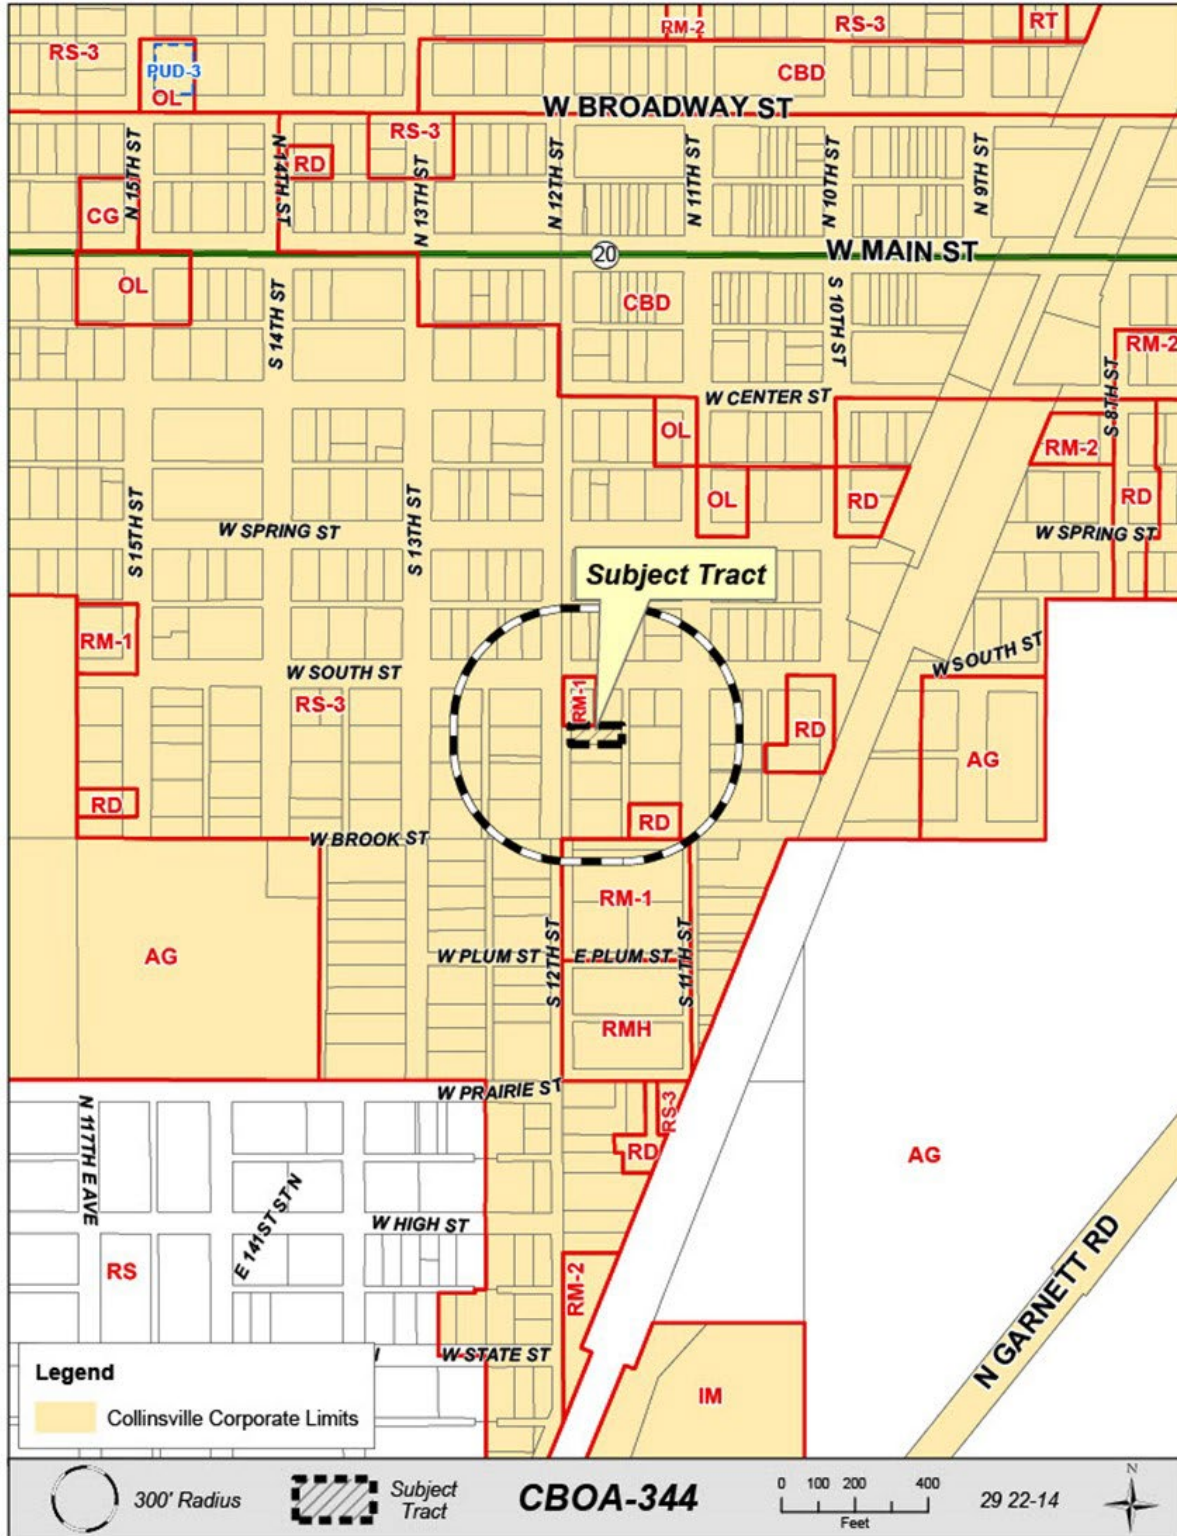 RM-2
RS-3
RT
RS-3
PUD-3
OL
CBD
W BROADWAY ST
N 15TH ST
N 14TH ST
RD
RS-3
N 13TH ST
N 12TH ST
N 11TH ST
N 10TH ST
N 9TH ST
CG
20
W MAIN ST
OL
S 14TH ST
CBD
S 10TH ST
RM-2
S 8TH ST
W CENTER ST
OL
RM-2
OL
RD
RD
S 15TH ST
W SPRING ST
S 13TH ST
W SPRING ST
Subject Tract
RM-1
W SOUTH ST
W SOUTH ST
RS-3
RM-1
RD
AG
RD
RD
W BROOK ST
RM-1
AG
W PLUM ST
E PLUM ST
S 12TH ST
S 11TH ST
RMH
W PRAIRIE ST
RS-3
RD
AG
N 117TH E AVE
E 141ST ST N
W HIGH ST
RS
RM-2
N GARNETT RD
W STATE ST
IM
Legend
Collinsville Corporate Limits
300' Radius
Subject
Tract
CBOA-344
0 100 200 400
Feet
29 22-14
N